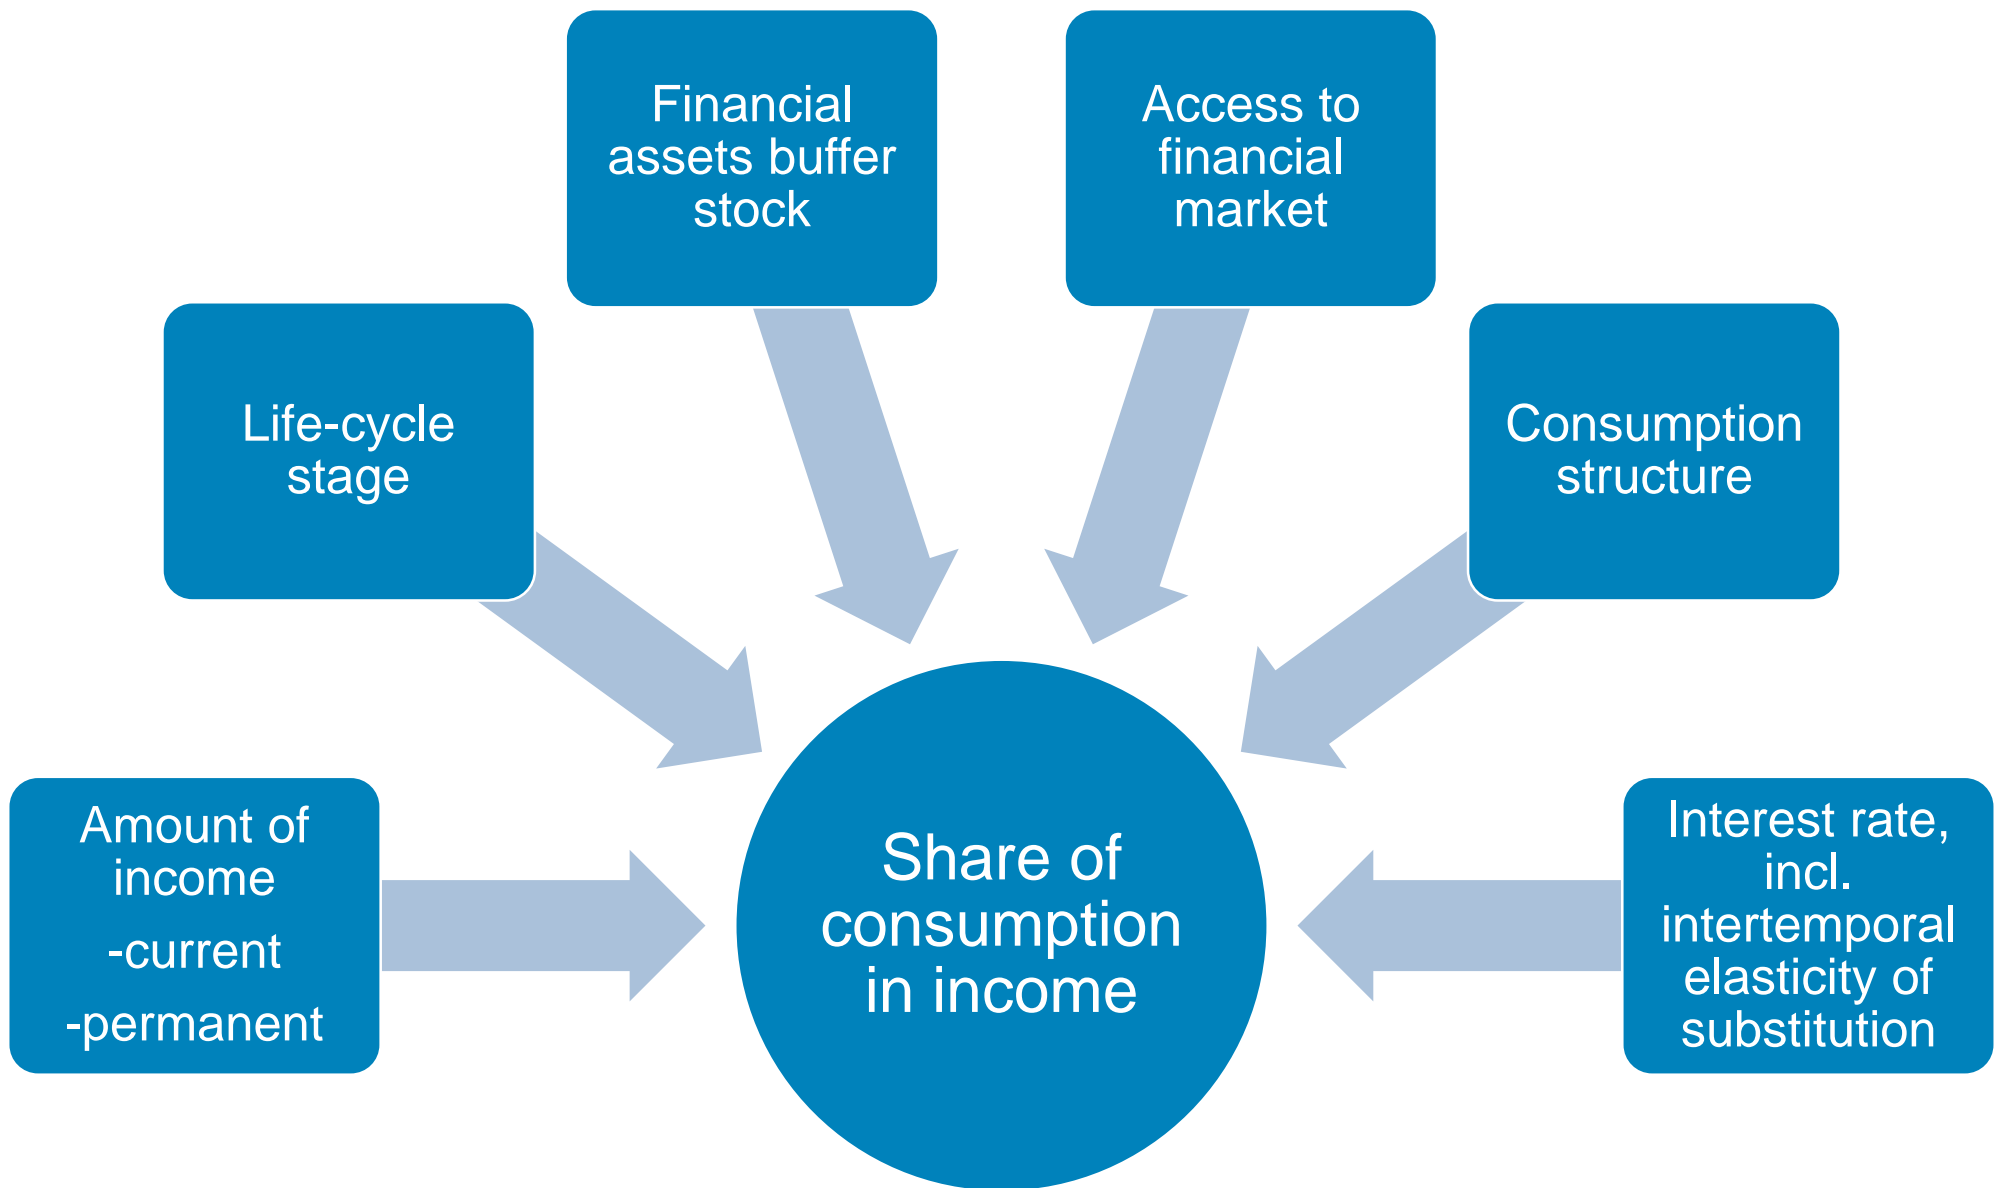 Financial
assets buffer
stock
Access to
financial
market
Life-cycle
stage
Consumption
structure
Amount of
income
-current
-permanent
Share of
consumption
in income
Interest rate,
incl.
intertemporal
elasticity of
substitution